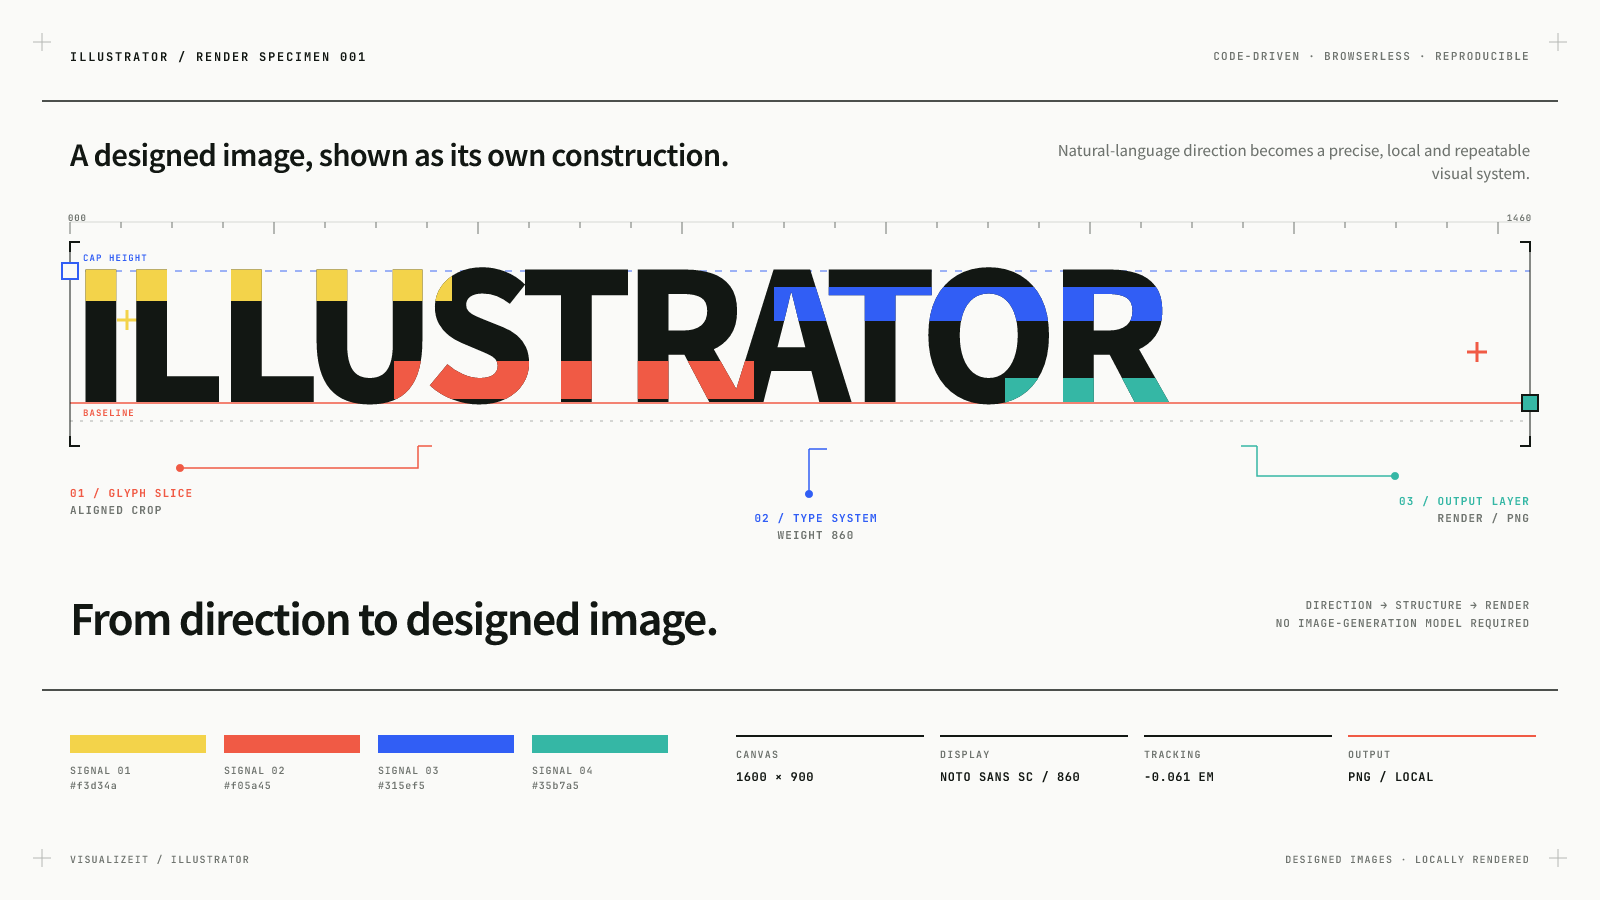 ILLUSTRATOR / RENDER SPECIMEN 001
CODE-DRIVEN · BROWSERLESS · REPRODUCIBLE
A designed image, shown as its own construction.
Natural-language direction becomes a precise, local and repeatable
visual system.
000
1460
CAP HEIGHT
ILLUSTRATOR
BASELINE
01 / GLYPH SLICE
ALIGNED CROP
02 / TYPE SYSTEM
WEIGHT 860
03 / OUTPUT LAYER
RENDER / PNG
From direction to designed image.
DIRECTION → STRUCTURE → RENDER
NO IMAGE-GENERATION MODEL REQUIRED
SIGNAL 01
#f3d34a
SIGNAL 02
#f05a45
SIGNAL 03
#315ef5
SIGNAL 04
#35b7a5
CANVAS
1600 × 900
DISPLAY
NOTO SANS SC / 860
TRACKING
-0.061 EM
OUTPUT
PNG / LOCAL
VISUALIZEIT / ILLUSTRATOR
DESIGNED IMAGES · LOCALLY RENDERED